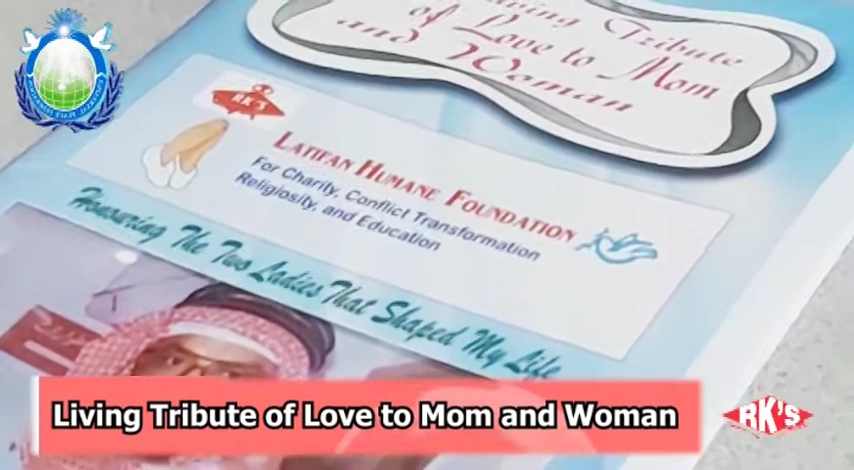 Living Tribute
of Love to Mom
and Woman
RK'S
LATIFAN HUMANE FOUNDATION
For Charity, Conflict Transformation
Religiosity, and Education
Honouring The Two Ladies That Shaped My Life
Living Tribute of Love to Mom and Woman
RK'S